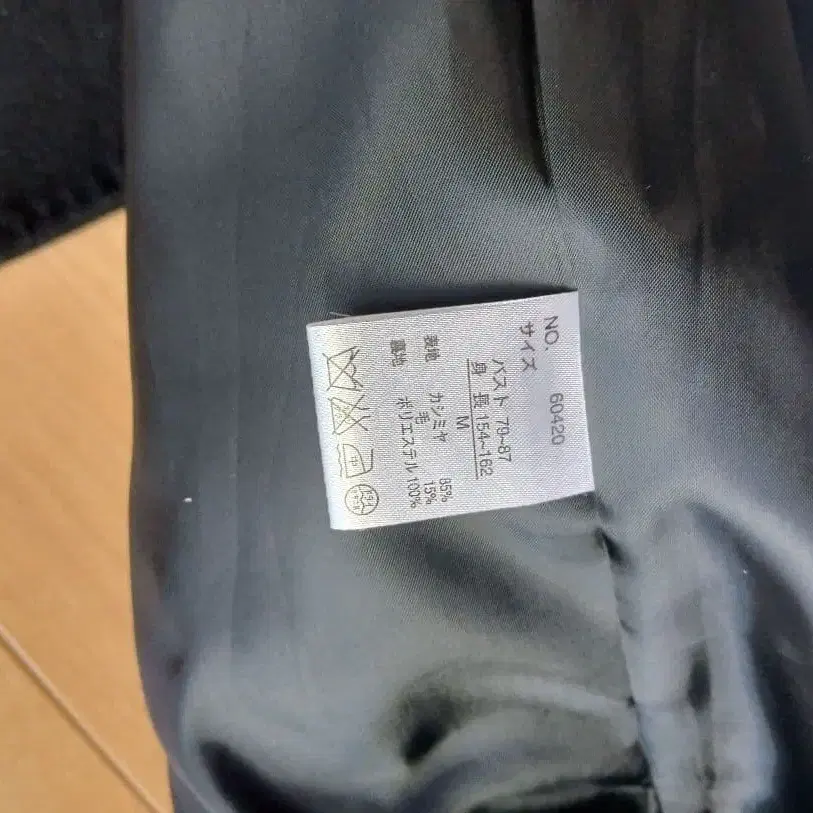 NO. 60420
サイズ
バスト 79~87
身 長 154~162
M
表地 カシミヤ 85%
毛 15%
裏地 ポリエステル 100%
中